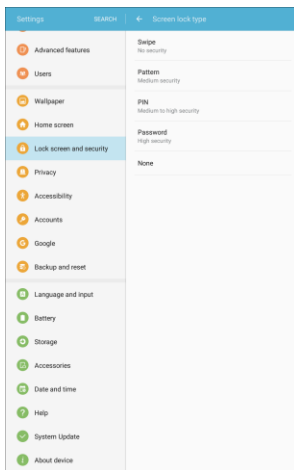 Settings
SEARCH
Screen lock type
Advanced features
Users
Wallpaper
Home screen
Lock screen and security
Privacy
Accessibility
Accounts
Google
Backup and reset
Language and input
Battery
Storage
Accessories
Date and time
Help
System Update
About device
Swipe
No security
Pattern
Medium security
PIN
Medium to high security
Password
High security
None